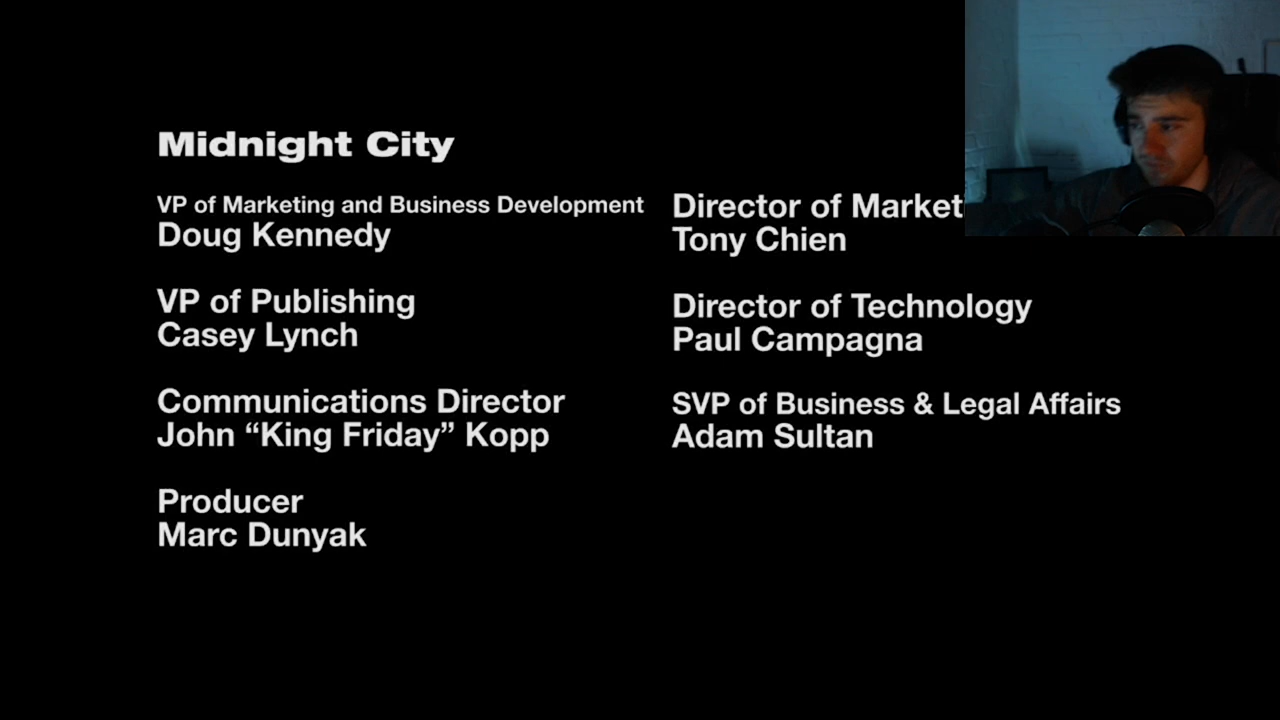 Midnight City
VP of Marketing and Business Development
Doug Kennedy
VP of Publishing
Casey Lynch
Communications Director
John “King Friday” Kopp
Producer
Marc Dunyak
Director of
Tony Chien
Director of Technology
Paul Campagna
SVP of Business & Legal Affairs
Adam Sultan